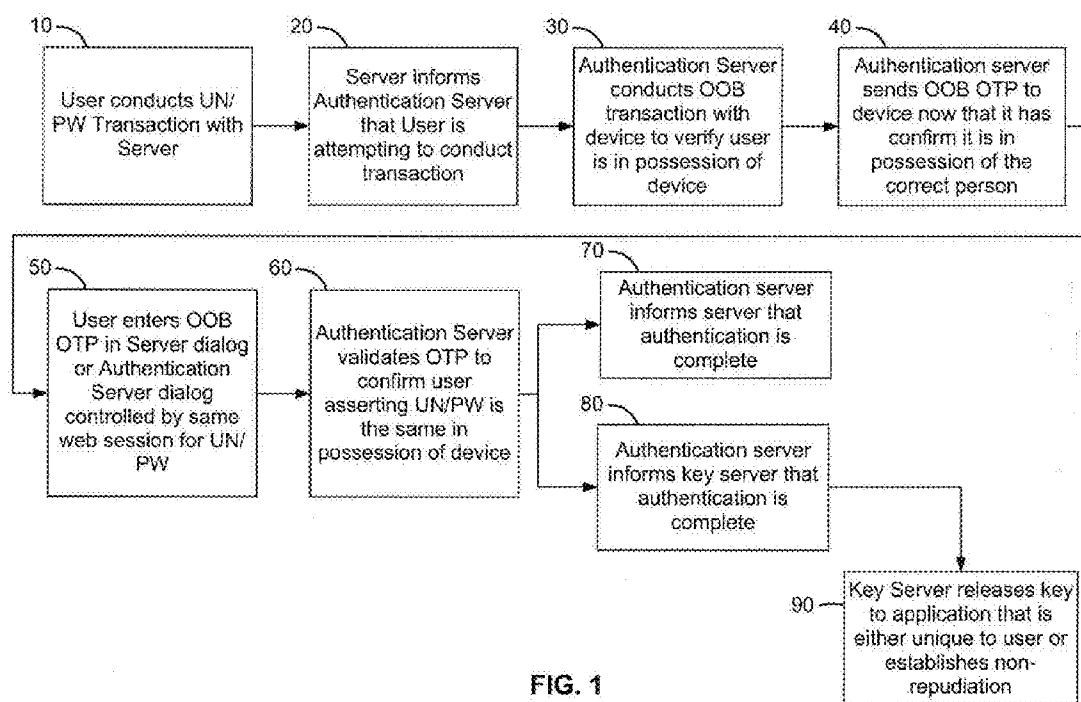 10
User conducts UN/
PW Transaction with
Server
20
Server informs
Authentication Server
that User is
attempting to conduct
transaction
30
Authentication Server
conducts OOB
transaction with
device to verify user
is in possession of
device
40
Authentication server
sends OOB OTP to
device now that it has
confirm it is in
possession of the
correct person
50
User enters OOB
OTP in Server dialog
or Authentication
Server dialog
controlled by same
web session for UN/
PW
60
Authentication Server
validates OTP to
confirm user
asserting UN/PW is
the same in
possession of device
70
Authentication server
informs server that
authentication is
complete
80
Authentication server
informs key server that
authentication is
complete
90
Key Server releases key
to application that is
either unique to user or
establishes non-
repudiation
FIG. 1